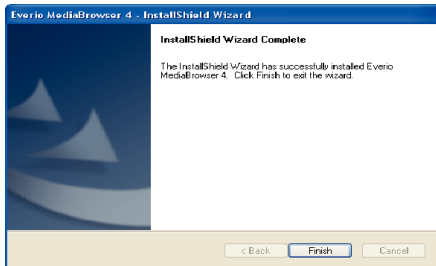 Everio MediaBrowser 4 - InstallShield Wizard
InstallShield Wizard Complete
The InstallShield Wizard has successfully installed Everio
MediaBrowser 4. Click Finish to exit the wizard.
< Back
Finish
Cancel